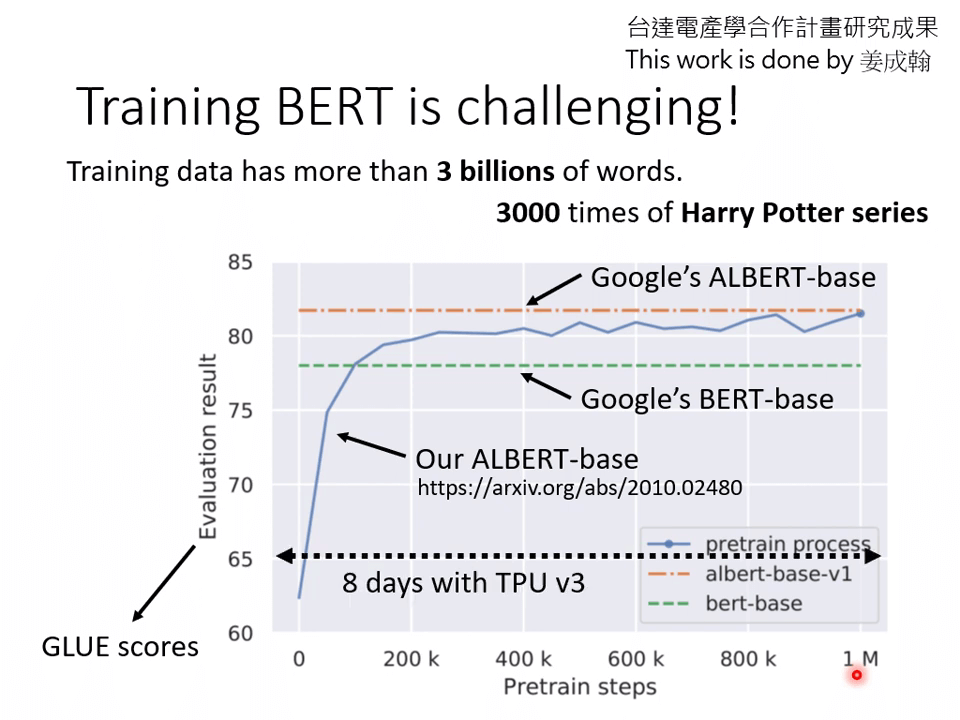 台達電產學合作計畫研究成果
This work is done by 姜成翰
Training BERT is challenging!
Training data has more than 3 billions of words.
3000 times of Harry Potter series
85
80
75
70
65
60
Evaluation result
Google's ALBERT-base
Google's BERT-base
Our ALBERT-base
https://arxiv.org/abs/2010.02480
pretrain process
albert-base-v1
bert-base
8 days with TPU v3
GLUE scores
0 200 k 400 k 600 k 800 k 1 M
Pretrain steps